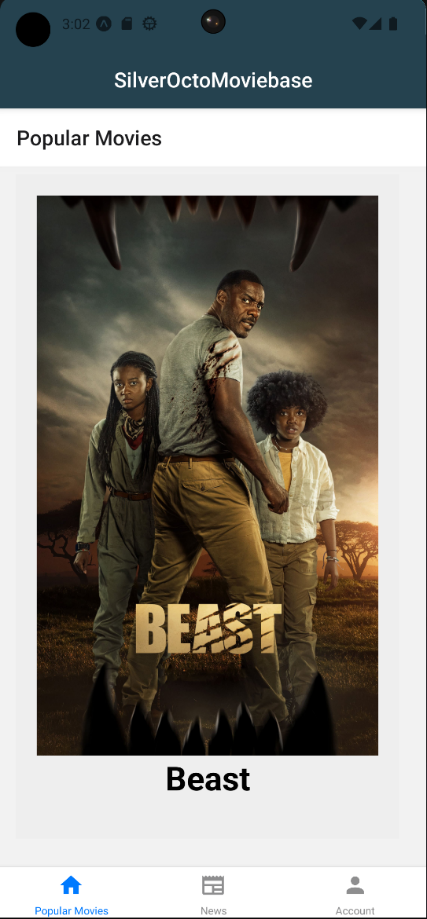 3:02
SilverOctoMoviebase
Popular Movies
BEAST
Beast
Popular Movies
News
Account